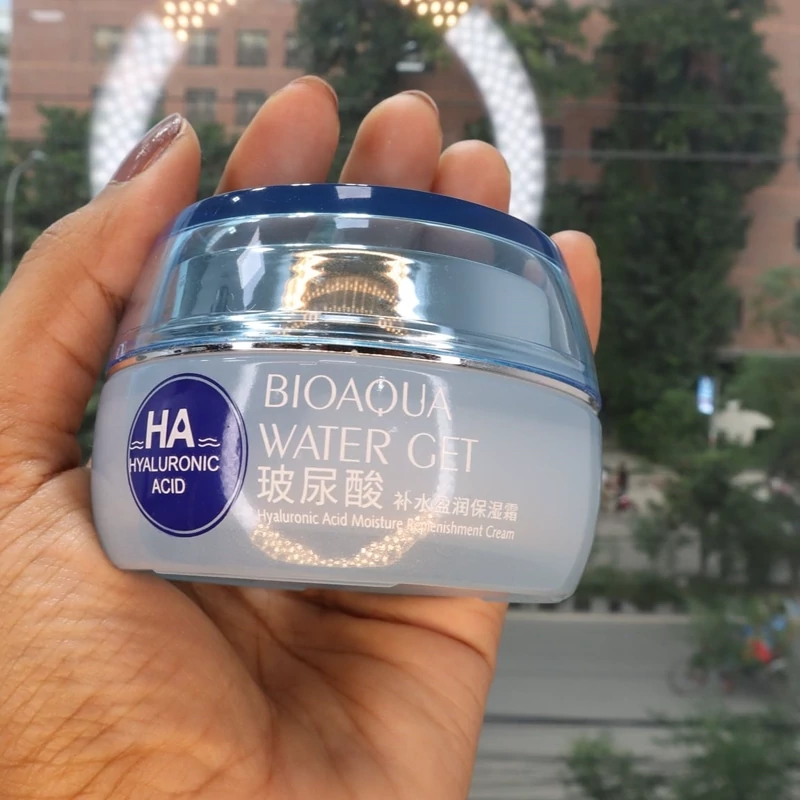 HA
HYALURONIC
ACID
BIOAQUA
WATER GET
玻尿酸 补水盈润保湿霜
Hyaluronic Acid Moisture Replenishment Cream